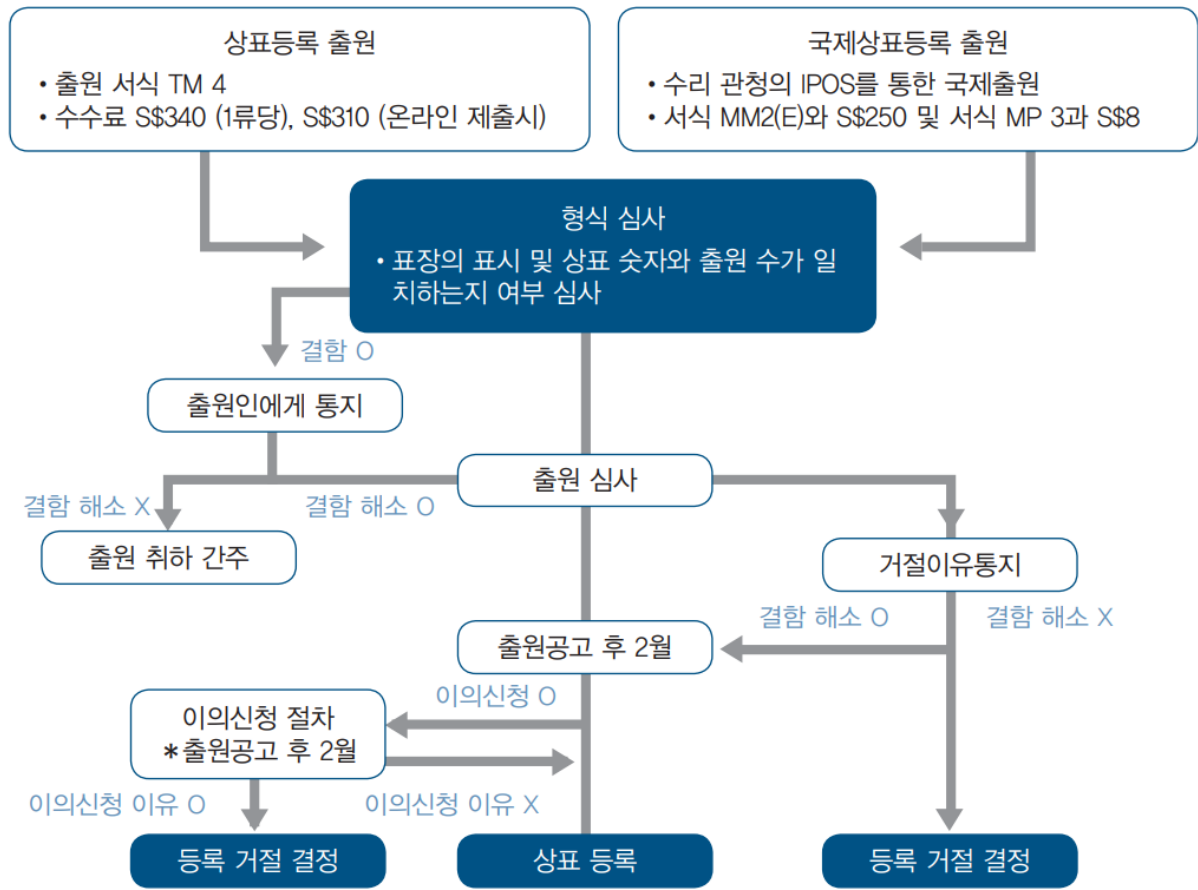 상표등록 출원
• 출원 서식 TM 4
• 수수료 S$340 (1류당), S$310 (온라인 제출시)
국제상표등록 출원
• 수리 관청의 IPOS를 통한 국제출원
• 서식 MM2(E)와 S$250 및 서식 MP 3과 S$8
형식 심사
• 표장의 표시 및 상표 숫자와 출원 수가 일
치하는지 여부 심사
결함 O
출원인에게 통지
출원 심사
결함 해소 X
결함 해소 O
출원 취하 간주
거절이유통지
결함 해소 O
결함 해소 X
출원공고 후 2월
이의신청 O
이의신청 절차
*출원공고 후 2월
이의신청 이유 O
이의신청 이유 X
등록 거절 결정
상표 등록
등록 거절 결정